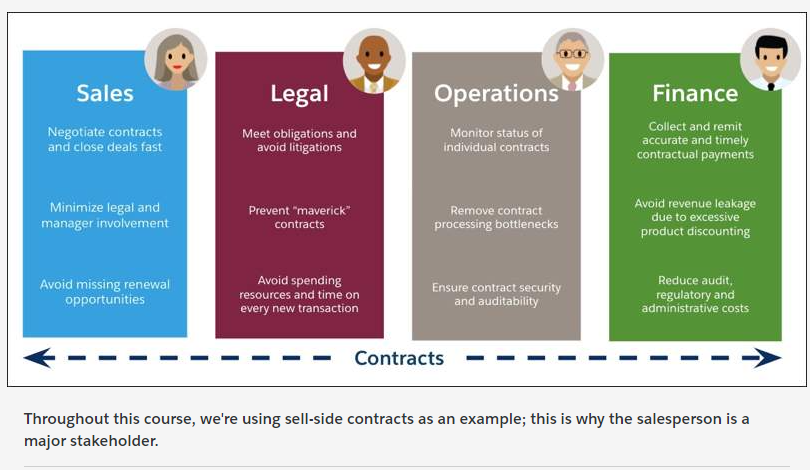 Sales
Negotiate contracts
and close deals fast
Minimize legal and
manager involvement
Avoid missing renewal
opportunities
Legal
Meet obligations and
avoid litigations
Prevent “maverick”
contracts
Avoid spending
resources and time on
every new transaction
Operations
Monitor status of
individual contracts
Remove contract
processing bottlenecks
Ensure contract security
and auditability
Finance
Collect and remit
accurate and timely
contractual payments
Avoid revenue leakage
due to excessive
product discounting
Reduce audit,
regulatory and
administrative costs
Contracts
Throughout this course, we're using sell-side contracts as an example; this is why the salesperson is a
major stakeholder.